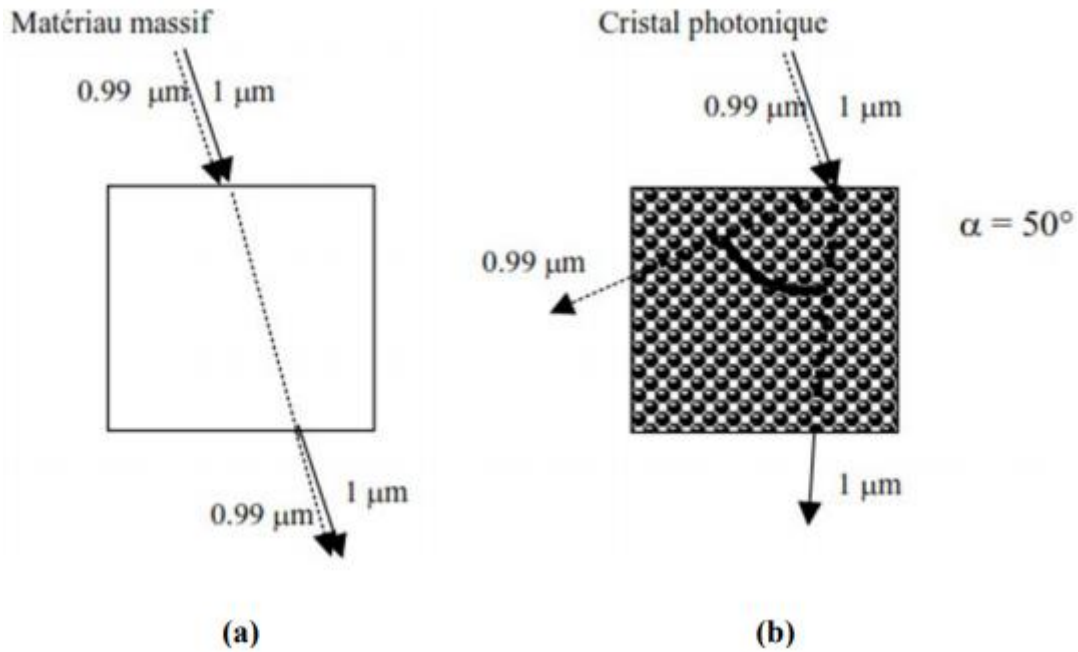 Matériau massif
0.99 μm
1 μm
0.99 μm
1 μm
(a)
Cristal photonique
0.99 μm
1 μm
α = 50°
0.99 μm
1 μm
(b)